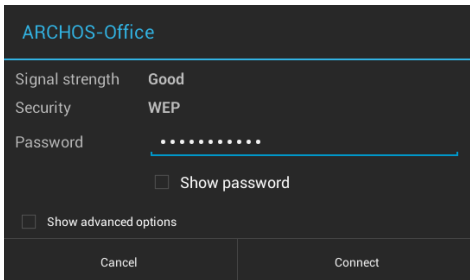 ARCHOS-Office
Signal strength Good
Security WEP
Password •••••••••••
Show password
Show advanced options
Cancel Connect